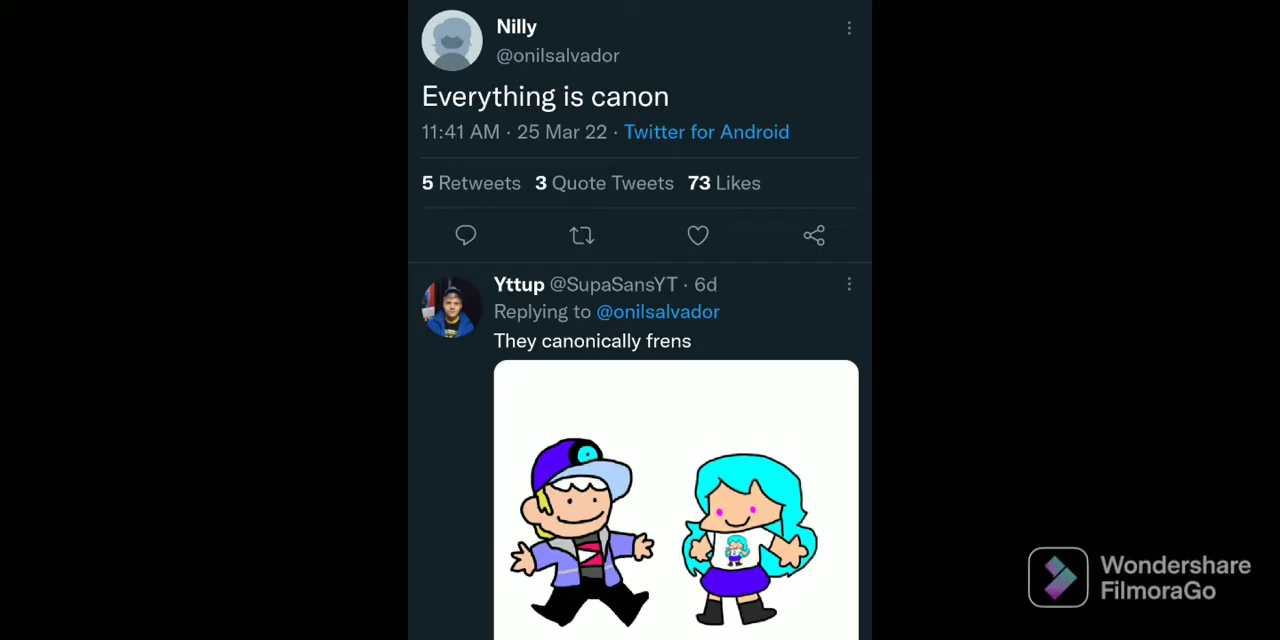 Nilly
@onilsalvador
Everything is canon
11:41 AM · 25 Mar 22 · Twitter for Android
5 Retweets 3 Quote Tweets 73 Likes
Yttup @SupaSansYT · 6d
Replying to @onilsalvador
They canonically frens
Wondershare
FilmoraGo